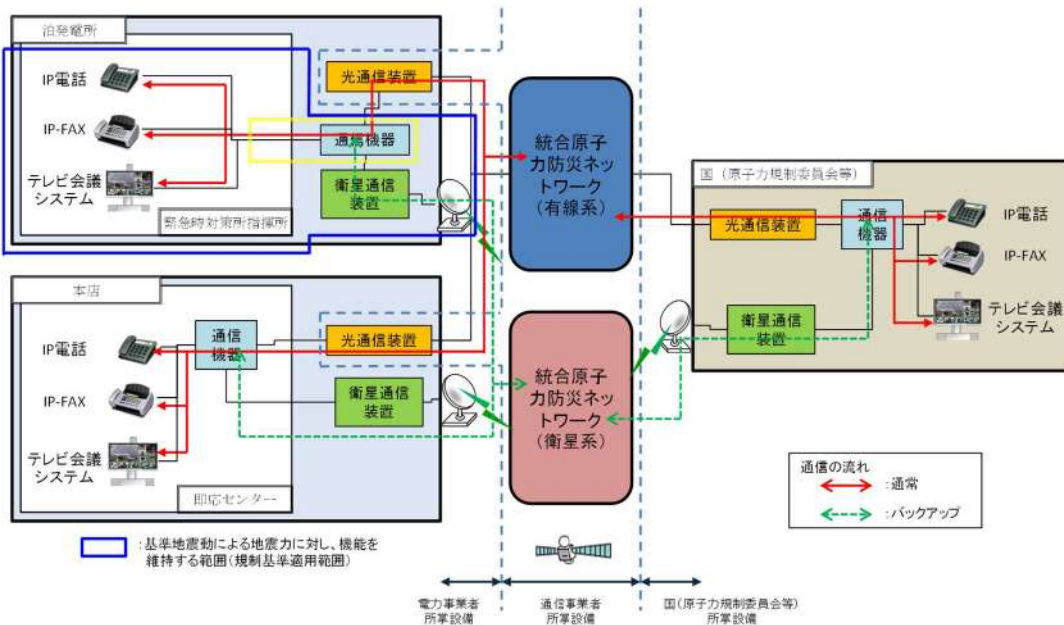 泊発電所
IP電話
IP-FAX
テレビ会議
システム
緊急時対策所指揮所
光通信装置
通信機器
衛星通信
装置
本店
IP電話
IP-FAX
テレビ会議
システム
即応センター
通信
機器
光通信装置
衛星通信
装置
統合原子
力防災ネッ
トワーク
(有線系)
統合原子
力防災ネッ
トワーク
(衛星系)
国(原子力規制委員会等)
光通信装置
通信
機器
衛星通信
装置
IP電話
IP-FAX
テレビ会議
システム
通信の流れ
:通常
:バックアップ
:基準地震動による地震力に対し、機能を
維持する範囲(規制基準適用範囲)
電力事業者
所掌設備
通信事業者
所掌設備
国(原子力規制委員会等)
所掌設備